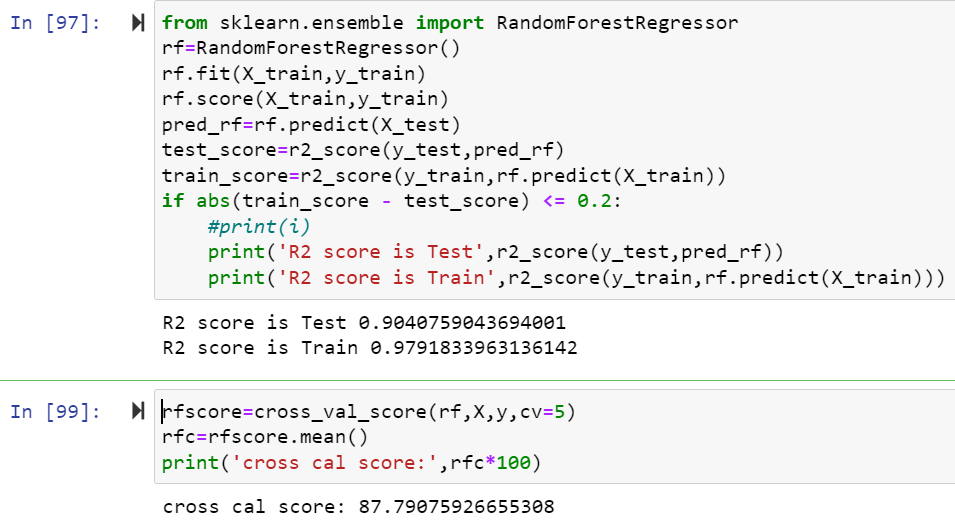 In [97]:
from sklearn.ensemble import RandomForestRegressor
rf=RandomForestRegressor()
rf.fit(X_train,y_train)
rf.score(X_train,y_train)
pred_rf=rf.predict(X_test)
test_score=r2_score(y_test,pred_rf)
train_score=r2_score(y_train,rf.predict(X_train))
if abs(train_score - test_score) <= 0.2:
    #print(i)
    print('R2 score is Test',r2_score(y_test,pred_rf))
    print('R2 score is Train',r2_score(y_train,rf.predict(X_train)))
R2 score is Test 0.9040759043694001
R2 score is Train 0.9791833963136142
In [99]:
rfscore=cross_val_score(rf,X,y,cv=5)
rfc=rfscore.mean()
print('cross cal score:',rfc*100)
cross cal score: 87.79075926655308